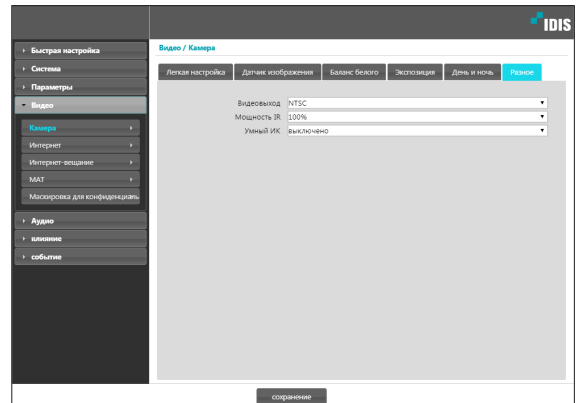 IDIS
Быстрая настройка
Система
Параметры
Видео
Камера
Интернет
Интернет-вещание
MAT
Маскировка для конфиденциаль
Аудио
влияние
событие
Видео / Камера
Легкая настройка Датчик изображения Баланс белого Экспозиция День и ночь Разное
Видеовыход NTSC
Мощность IR 100%
Умный ИК выключено
сохранение